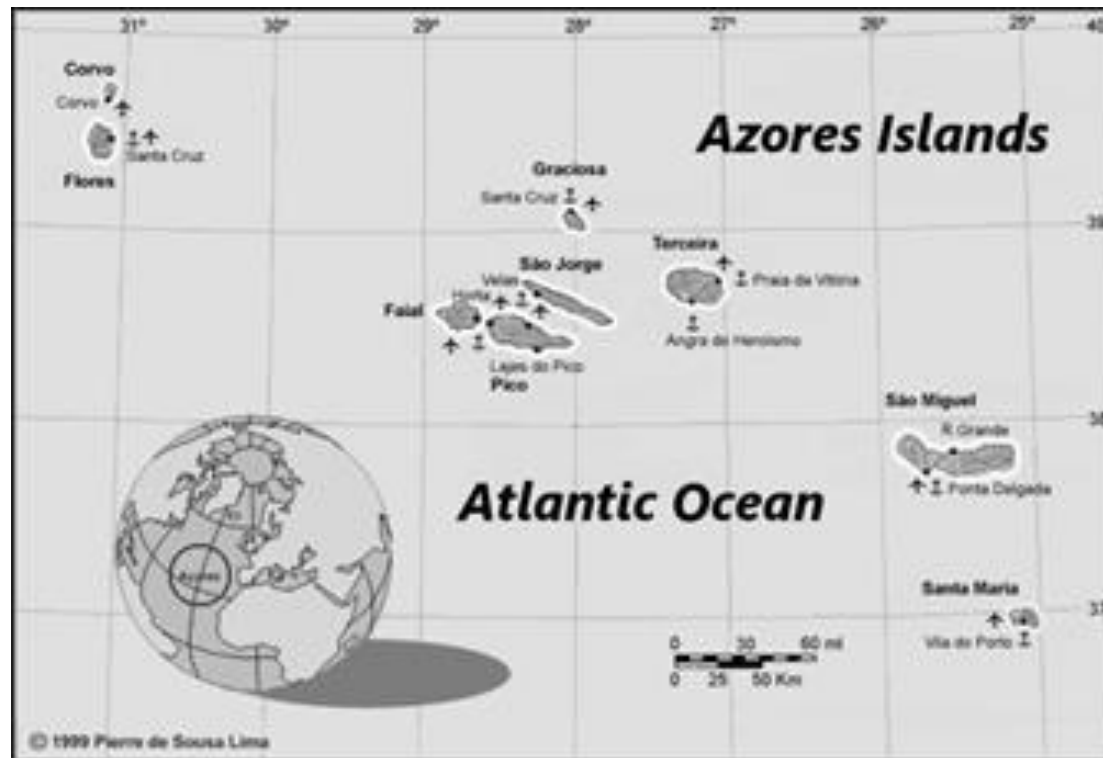 31° 30° 29° 28° 27° 26° 25°
Corvo
Corvo
Santa Cruz
Flores
Azores Islands
Graciosa
Santa Cruz
39
Terceira
Praia da Vitória
Angra do Heroísmo
São Jorge
Velas
Horta
Faial
Lajes do Pico
Pico
São Miguel
R.Grande
Ponta Delgada
Atlantic Ocean
Azores
Santa Maria
37
Vila do Porto
0 30 60 mi
0 25 50 Km
© 1999 Pierre de Sousa Lima